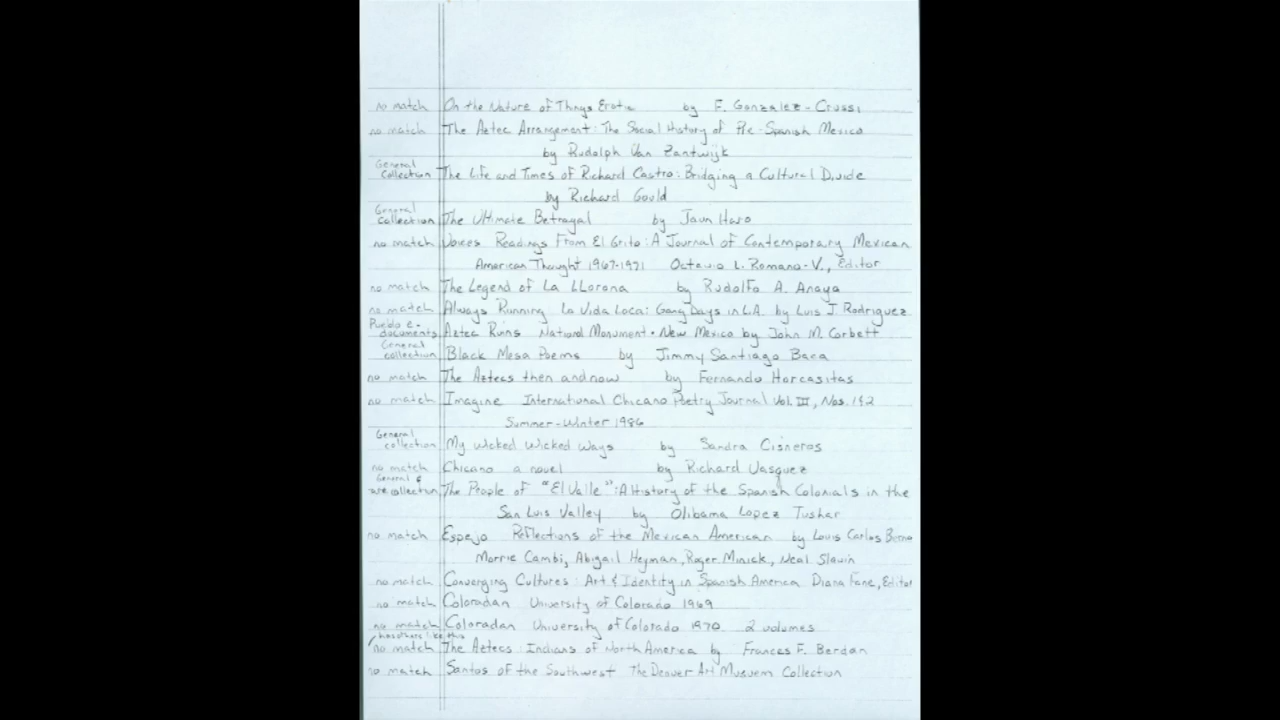 no match On the Nature of Things Erotic by F. Gonzalez-Crussi
no match The Aztec Arrangement: The Social History of Pre-Spanish Mexico
by Rudolph Van Zantwijk
General
collection The Life and Times of Richard Castro: Bridging a Cultural Divide
by Richard Gould
General
collection The Ultimate Betrayal by Jaun Haro
no match Voices Readings From El Grito: A Journal of Contemporary Mexican
American Thought 1967-1971 Octavio L. Romano-V., Editor
no match The Legend of La LLorona by Rudolfo A. Anaya
no match Always Running La Vida Loca: Gang Days in L.A. by Luis J. Rodriguez
Pueblo
documents Aztec Ruins National Monument · New Mexico by John M. Corbett
General
collection Black Mesa Poems by Jimmy Santiago Baca
no match The Aztecs then and now by Fernando Horcasitas
no match Imagine International Chicano Poetry Journal Vol. III, Nos. 1&2
Summer-Winter 1986
General
collection My Wicked Wicked Ways by Sandra Cisneros
no match Chicano a novel by Richard Vasquez
General &
collection The People of "El Valle": A History of the Spanish Colonials in the
San Luis Valley by Olibama Lopez Tushar
no match Espejo Reflections of the Mexican American by Louis Carlos
Morrie Cambi, Abigail Heyman, Roger Minick, Neal Slavin
no match Converging Cultures: Art & Identity in Spanish America Diana Fane, Editor
no match Coloradan University of Colorado 1969
no match Coloradan University of Colorado 1970 2 volumes
has others like this
no match The Aztecs: Indians of North America by Frances F. Berdan
no match Santos of the Southwest The Denver Art Museum Collection